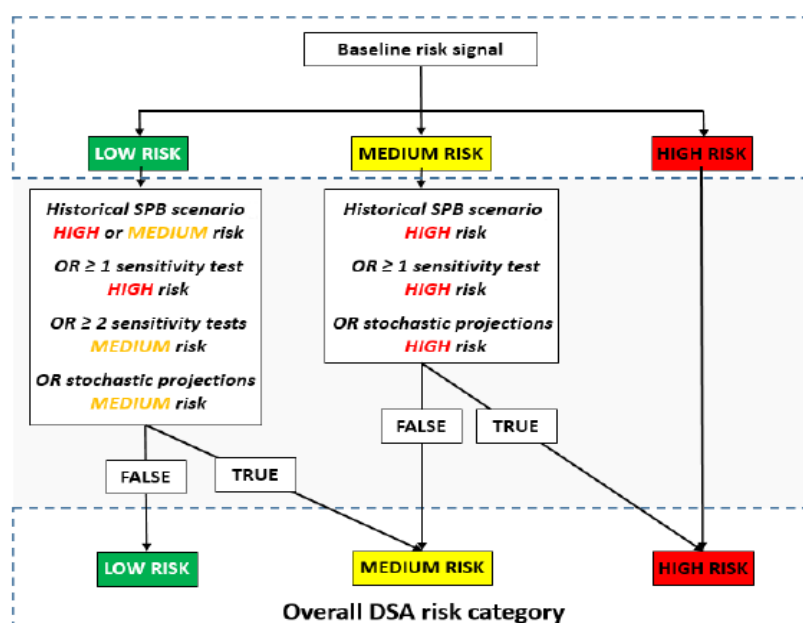 Baseline risk signal
LOW RISK
MEDIUM RISK
HIGH RISK
Historical SPB scenario
HIGH or MEDIUM risk
OR ≥ 1 sensitivity test
HIGH risk
OR ≥ 2 sensitivity tests
MEDIUM risk
OR stochastic projections
MEDIUM risk
Historical SPB scenario
HIGH risk
OR ≥ 1 sensitivity test
HIGH risk
OR stochastic projections
HIGH risk
FALSE
TRUE
FALSE
TRUE
LOW RISK
MEDIUM RISK
HIGH RISK
Overall DSA risk category